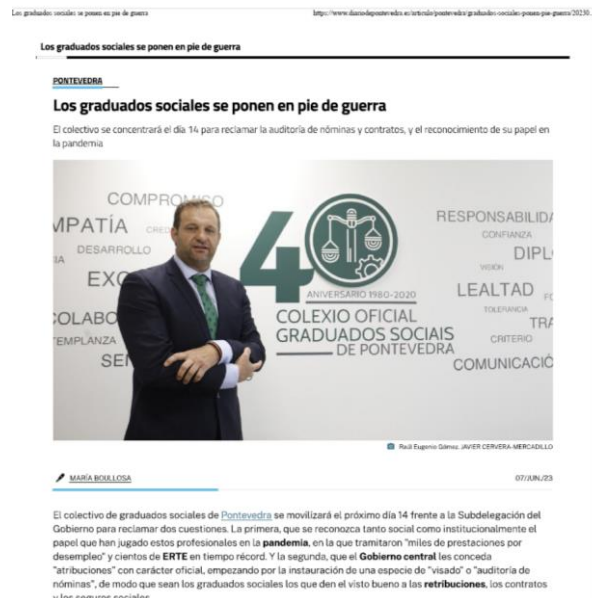 Los graduados sociales se ponen en pie de guerra
https://www.diariodepontevedra.es/articulo/pontevedra/graduados-sociales-ponen-pie-guerra/20230.
Los graduados sociales se ponen en pie de guerra
PONTEVEDRA
Los graduados sociales se ponen en pie de guerra
El colectivo se concentrará el día 14 para reclamar la auditoría de nóminas y contratos, y el reconocimiento de su papel en
la pandemia
COMPROMISO
MPATÍA
CRED
DESARROLLO
IA
EXC
COLABO
TEMPLANZA
SER
40
ANIVERSARIO 1980-2020
COLEXIO OFICIAL
GRADUADOS SOCIAIS
DE PONTEVEDRA
RESPONSABILIDA
CONFIANZA
DIPL
VISIÓN
LEALTAD
TOLERANCIA
TRA
CRITERIO
COMUNICACIÓ
Raúl Eugenio Gómez. JAVIER CERVERA-MERCADILLO
MARÍA BOULLOSA
07/JUN./23
El colectivo de graduados sociales de Pontevedra se movilizará el próximo día 14 frente a la Subdelegación del
Gobierno para reclamar dos cuestiones. La primera, que se reconozca tanto social como institucionalmente el
papel que han jugado estos profesionales en la pandemia, en la que tramitaron "miles de prestaciones por
desempleo" y cientos de ERTE en tiempo récord. Y la segunda, que el Gobierno central les conceda
"atribuciones" con carácter oficial, empezando por la instauración de una especie de "visado" o "auditoría de
nóminas", de modo que sean los graduados sociales los que den el visto bueno a las retribuciones, los contratos
y los seguros sociales.